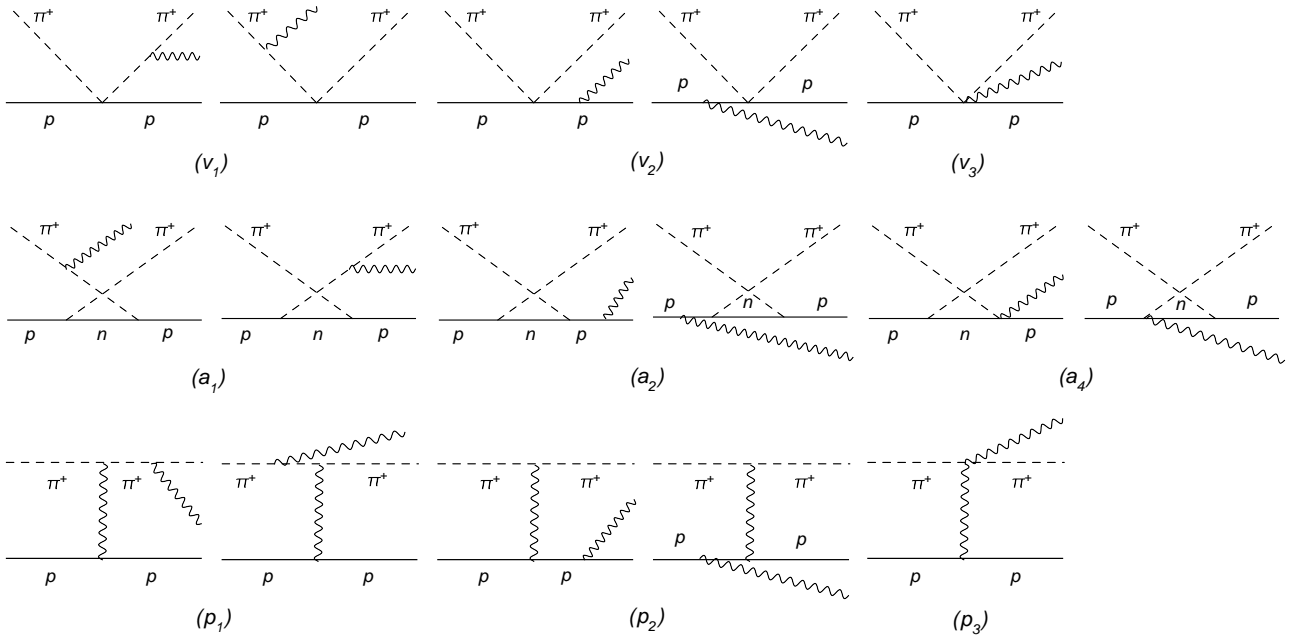 π+ π+ π+ π+ π+ π+ π+ π+ π+ π+
p p
p p p p p p p p
(v1) (v2) (v3)
π+ π+ π+ π+ π+ π+ π+ π+ π+ π+ π+ π+
p n p p n p
p n p p n p p n p p n p
(a1) (a2) (a4)
π+ π+ π+ π+ π+ π+ π+ π+ π+ π+
p p
p p p p p p p p
(p1) (p2) (p3)